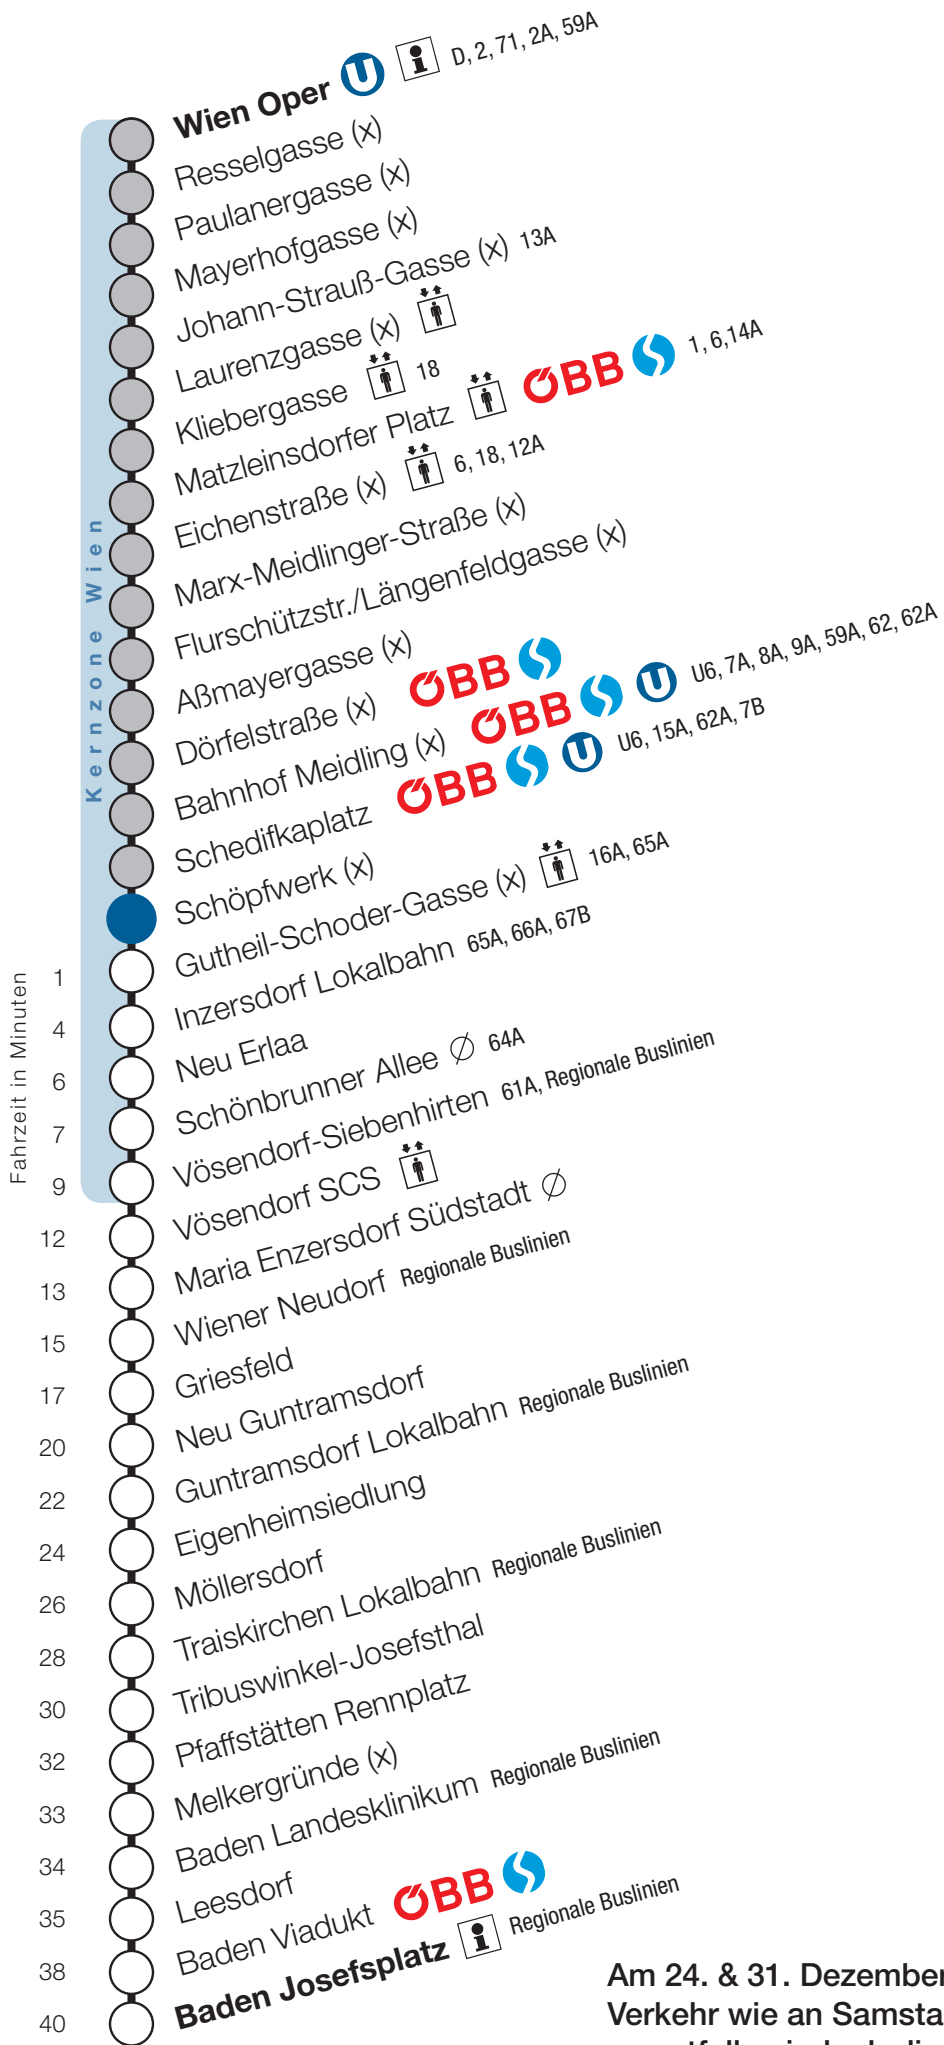 Wien Oper U i D, 2, 71, 2A, 59A
Resselgasse (x)
Paulanergasse (x)
Mayerhofgasse (x)
Johann-Strauß-Gasse (x) 13A
Laurenzgasse (x)
Kliebergasse 18
Matzleinsdorfer Platz ÖBB S 1, 6,14A
Eichenstraße (x) 6, 18, 12A
Marx-Meidlinger-Straße (x)
Flurschützstr./Längenfeldgasse (x)
Aßmayergasse (x)
Dörfelstraße (x) ÖBB S
Bahnhof Meidling (x) ÖBB S U U6, 7A, 8A, 9A, 59A, 62, 62A
Schedifkaplatz ÖBB S U U6, 15A, 62A, 7B
Schöpfwerk (x)
Kernzone Wien
Fahrzeit in Minuten
1 Gutheil-Schoder-Gasse (x) 16A, 65A
4 Inzersdorf Lokalbahn 65A, 66A, 67B
6 Neu Erlaa
7 Schönbrunner Allee ∅ 64A
9 Vösendorf-Siebenhirten 61A, Regionale Buslinien
12 Vösendorf SCS
13 Maria Enzersdorf Südstadt ∅
15 Wiener Neudorf Regionale Buslinien
17 Griesfeld
20 Neu Guntramsdorf
22 Guntramsdorf Lokalbahn Regionale Buslinien
24 Eigenheimsiedlung
26 Möllersdorf
28 Traiskirchen Lokalbahn Regionale Buslinien
30 Tribuswinkel-Josefsthal
32 Pfaffstätten Rennplatz
33 Melkergründe (x)
34 Baden Landesklinikum Regionale Buslinien
35 Leesdorf
38 Baden Viadukt ÖBB S
40 Baden Josefsplatz i Regionale Buslinien
Am 24. & 31. Dezember
Verkehr wie an Samsta